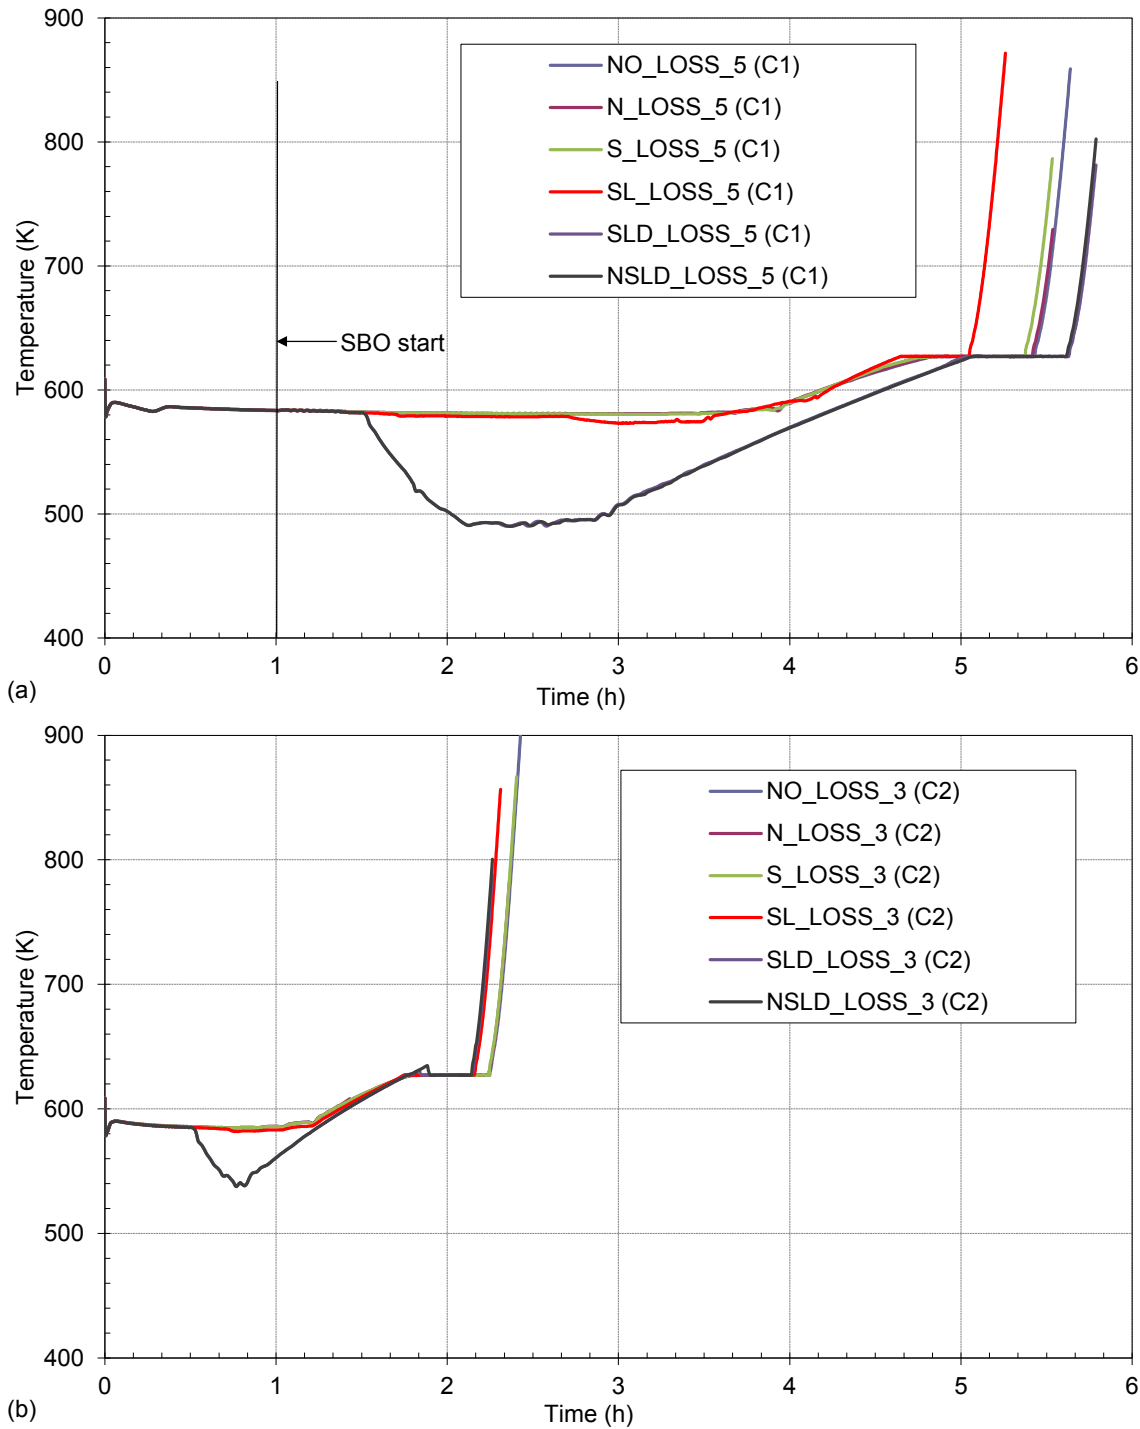 900
800
700
600
500
400
Temperature (K)
NO_LOSS_5 (C1)
N_LOSS_5 (C1)
S_LOSS_5 (C1)
SL_LOSS_5 (C1)
SLD_LOSS_5 (C1)
NSLD_LOSS_5 (C1)
SBO start
0 1 2 3 4 5 6
(a)
Time (h)
900
800
700
600
500
400
Temperature (K)
NO_LOSS_3 (C2)
N_LOSS_3 (C2)
S_LOSS_3 (C2)
SL_LOSS_3 (C2)
SLD_LOSS_3 (C2)
NSLD_LOSS_3 (C2)
0 1 2 3 4 5 6
(b)
Time (h)